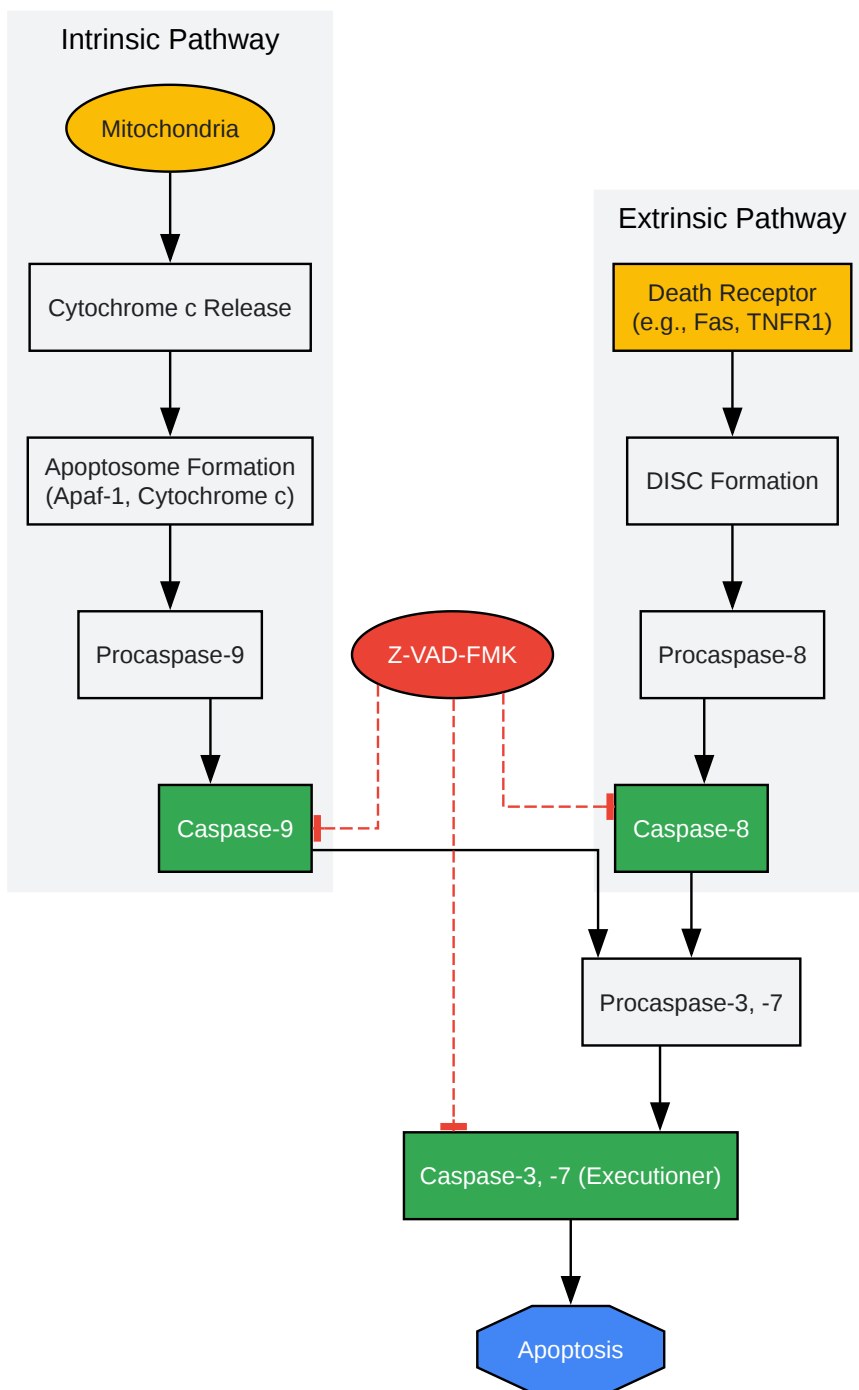 Intrinsic Pathway
Mitochondria
Cytochrome c Release
Apoptosome Formation
(Apaf-1, Cytochrome c)
Procaspase-9
Caspase-9
Z-VAD-FMK
Extrinsic Pathway
Death Receptor
(e.g., Fas, TNFR1)
DISC Formation
Procaspase-8
Caspase-8
Procaspase-3, -7
Caspase-3, -7 (Executioner)
Apoptosis